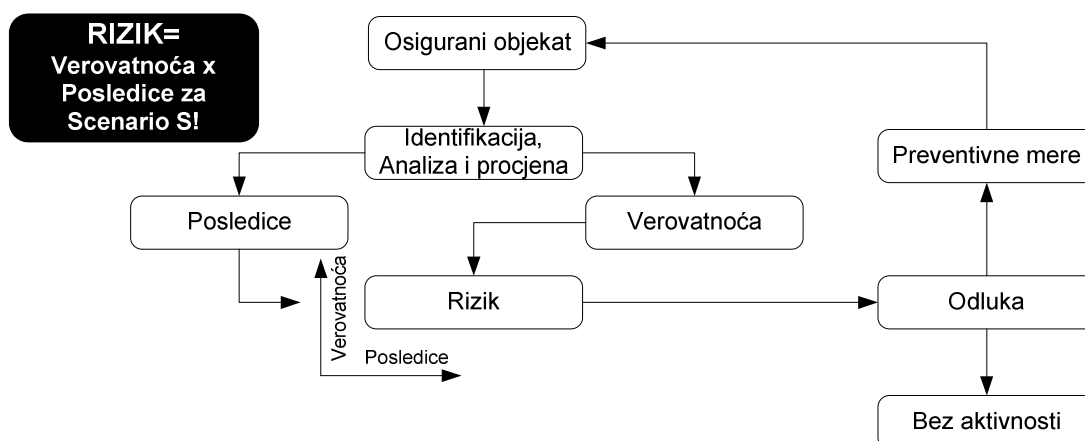 RIZIK=
Verovatnoća x
Posledice za
Scenario S!
Osigurani objekat
Identifikacija,
Analiza i procjena
Preventivne mere
Posledice
Verovatnoća
Verovatnoća
Rizik
Odluka
Posledice
Bez aktivnosti